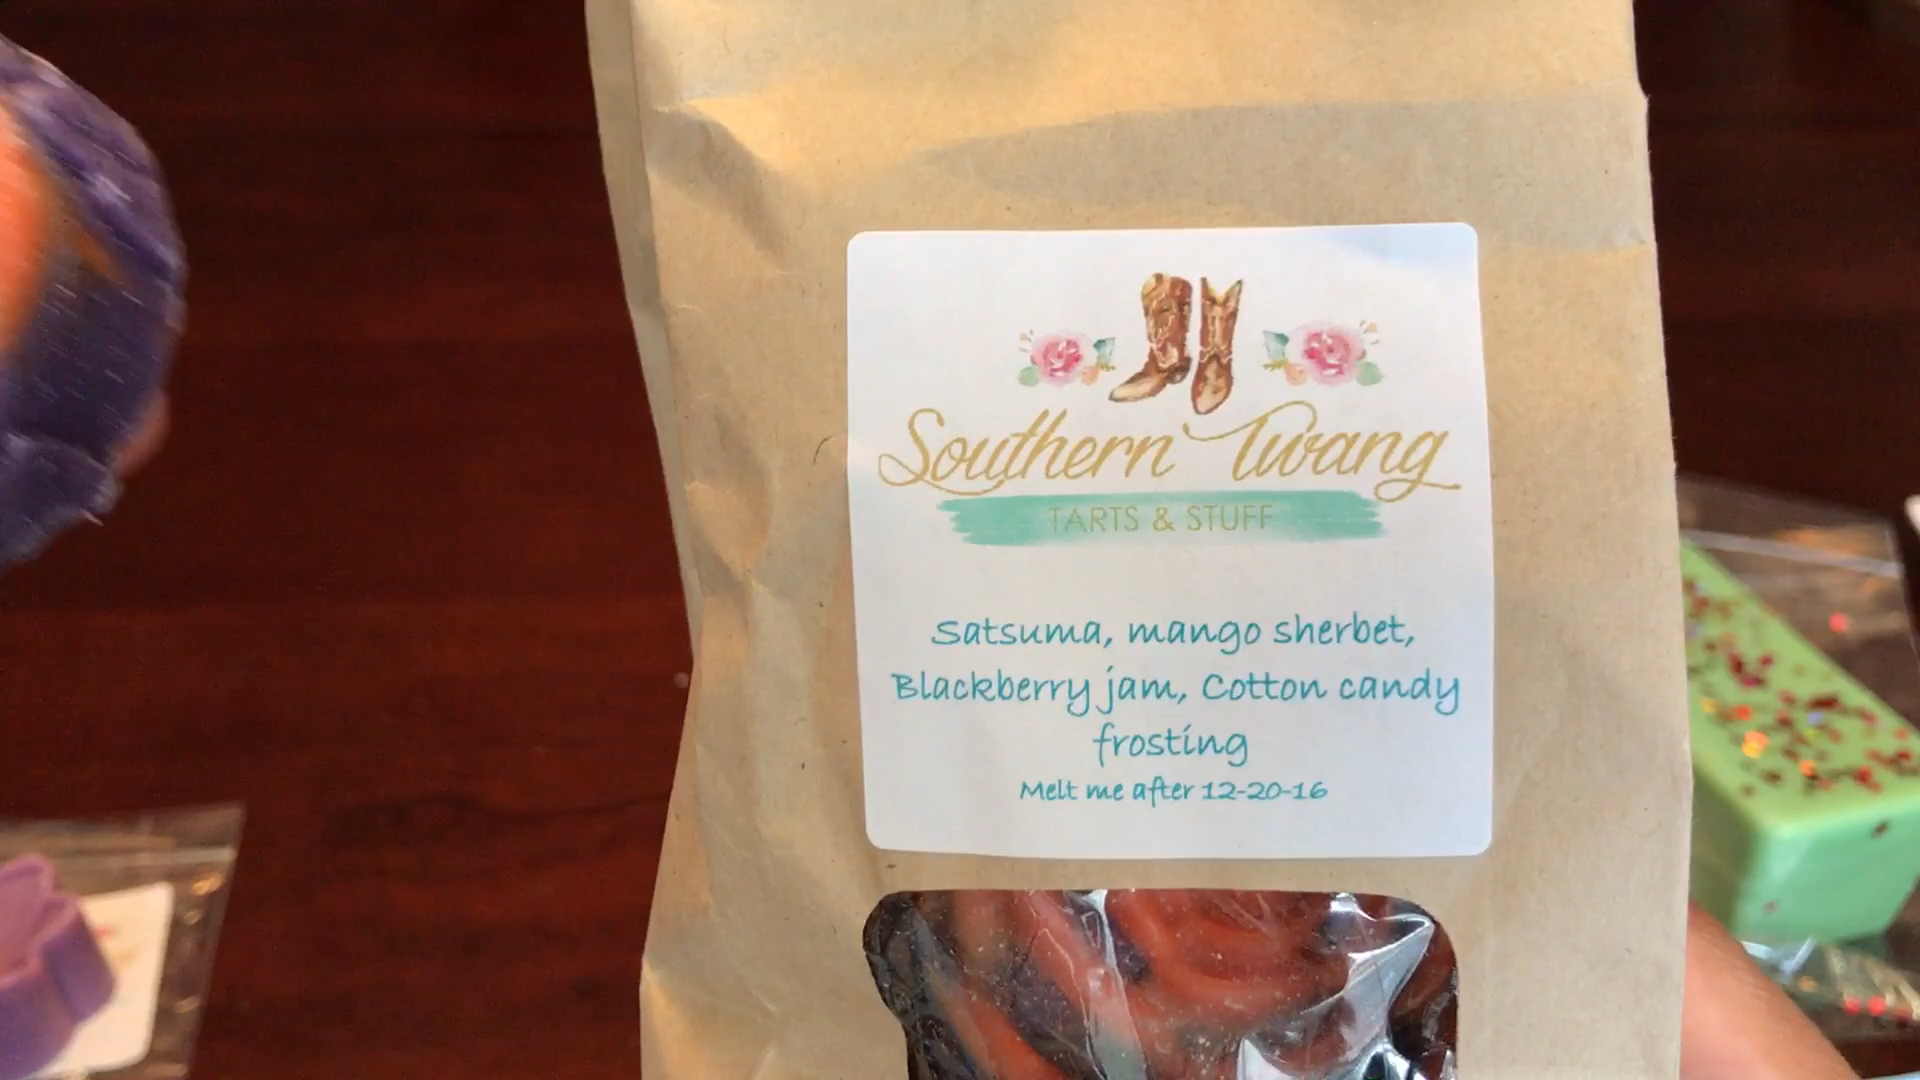 Southern Twang
TARTS & STUFF
Satsuma, mango sherbet,
Blackberry jam, Cotton candy
frosting
Melt me after 12-20-16